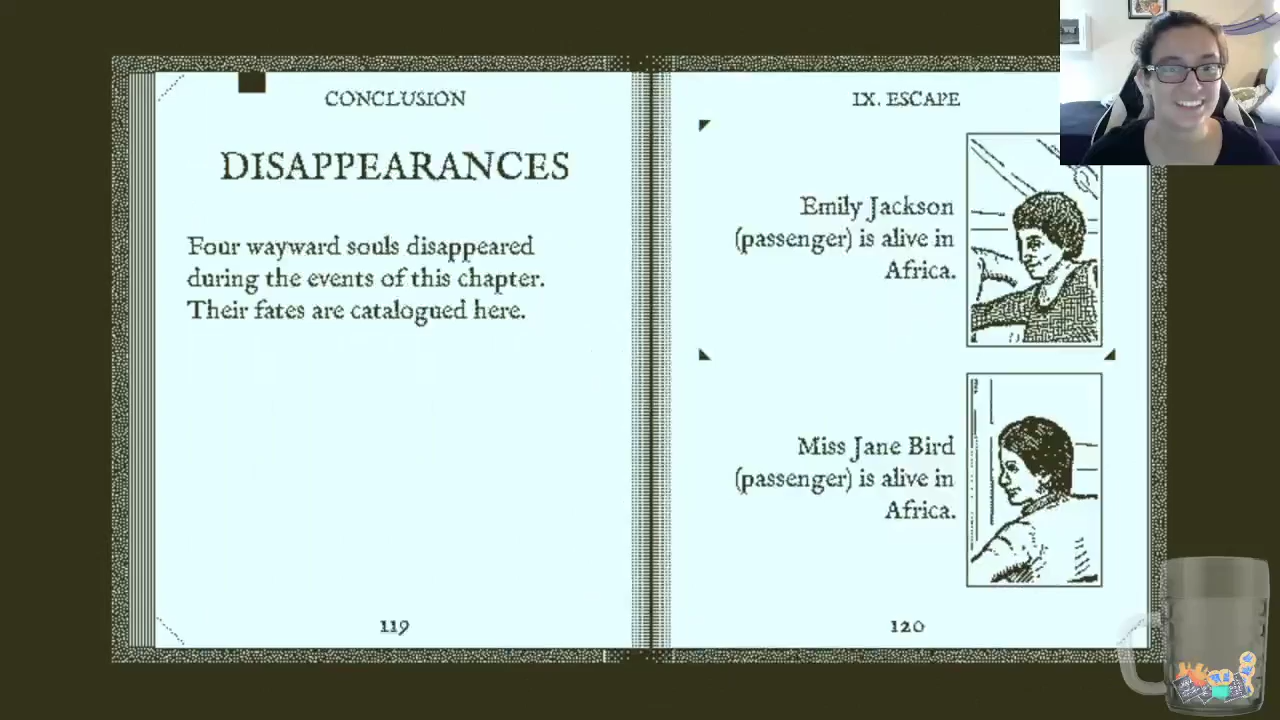 CONCLUSION
DISAPPEARANCES
Four wayward souls disappeared
during the events of this chapter.
Their fates are catalogued here.
119
IX. ESCAPE
Emily Jackson
(passenger) is alive in
Africa.
Miss Jane Bird
(passenger) is alive in
Africa.
120